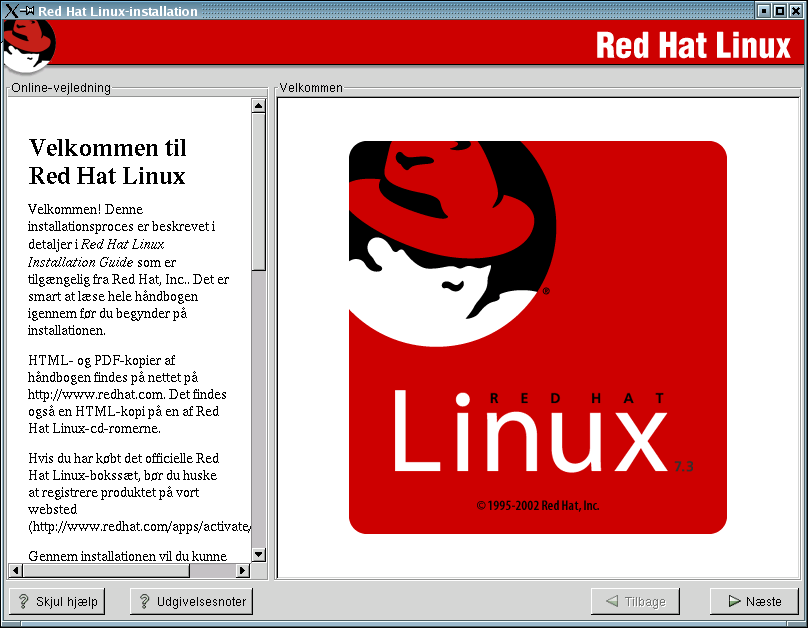 Red Hat Linux-installation
Red Hat Linux
Online-vejledning
Velkommen til
Red Hat Linux
Velkommen! Denne
installationsproces er beskrevet i
detaljer i Red Hat Linux
Installation Guide som er
tilgængelig fra Red Hat, Inc.. Det er
smart at læse hele håndbogen
igennem før du begynder på
installationen.
HTML- og PDF-kopier af
håndbogen findes på nettet på
http://www.redhat.com. Det findes
også en HTML-kopi på en af Red
Hat Linux-cd-romerne.
Hvis du har købt det officielle Red
Hat Linux-bokssæt, bør du huske
at registrere produktet på vort
websted
(http://www.redhat.com/apps/activate/
Gennem installationen vil du kunne
Velkommen
®
RED HAT
Linux
7.3
© 1995-2002 Red Hat, Inc.
Skjul hjælp
Udgivelsesnoter
Tilbage
Næste